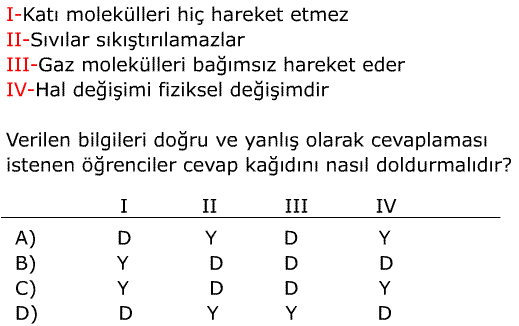 I-Katı molekülleri hiç hareket etmez
II-Sıvılar sıkıştırılamazlar
III-Gaz molekülleri bağımsız hareket eder
IV-Hal değişimi fiziksel değişimdir
Verilen bilgileri doğru ve yanlış olarak cevaplaması
istenen öğrenciler cevap kağıdını nasıl doldurmalıdır?
I II III IV
A) D Y D Y
B) Y D D D
C) Y D D Y
D) D Y Y D